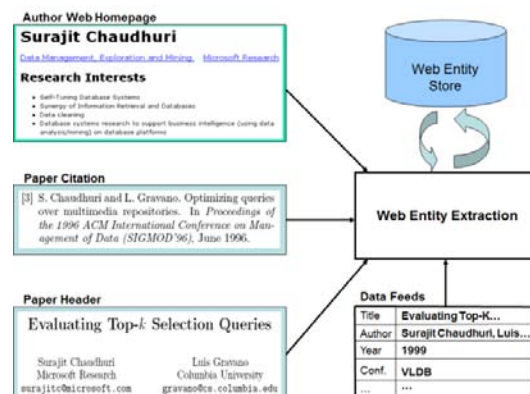 Author Web Homepage
Surajit Chaudhuri
Data Management, Exploration and Mining, Microsoft Research
Research Interests
• Self-Tuning Database Systems
• Synergy of Information Retrieval and Databases
• Data cleaning
• Database systems research to support business intelligence (using data
analysis/mining) on database platforms
Web Entity
Store
Paper Citation
[3] S. Chaudhuri and L. Gravano. Optimizing queries
over multimedia repositories. In Proceedings of
the 1996 ACM International Conference on Man-
agement of Data (SIGMOD'96), June 1996.
Web Entity Extraction
Paper Header
Evaluating Top-k Selection Queries
Surajit Chaudhuri
Microsoft Research
surajitc@microsoft.com
Luis Gravano
Columbia University
gravano@cs.columbia.edu
Data Feeds
Title Evaluating Top-K...
Author Surajit Chaudhuri, Luis...
Year 1999
Conf. VLDB
... ...